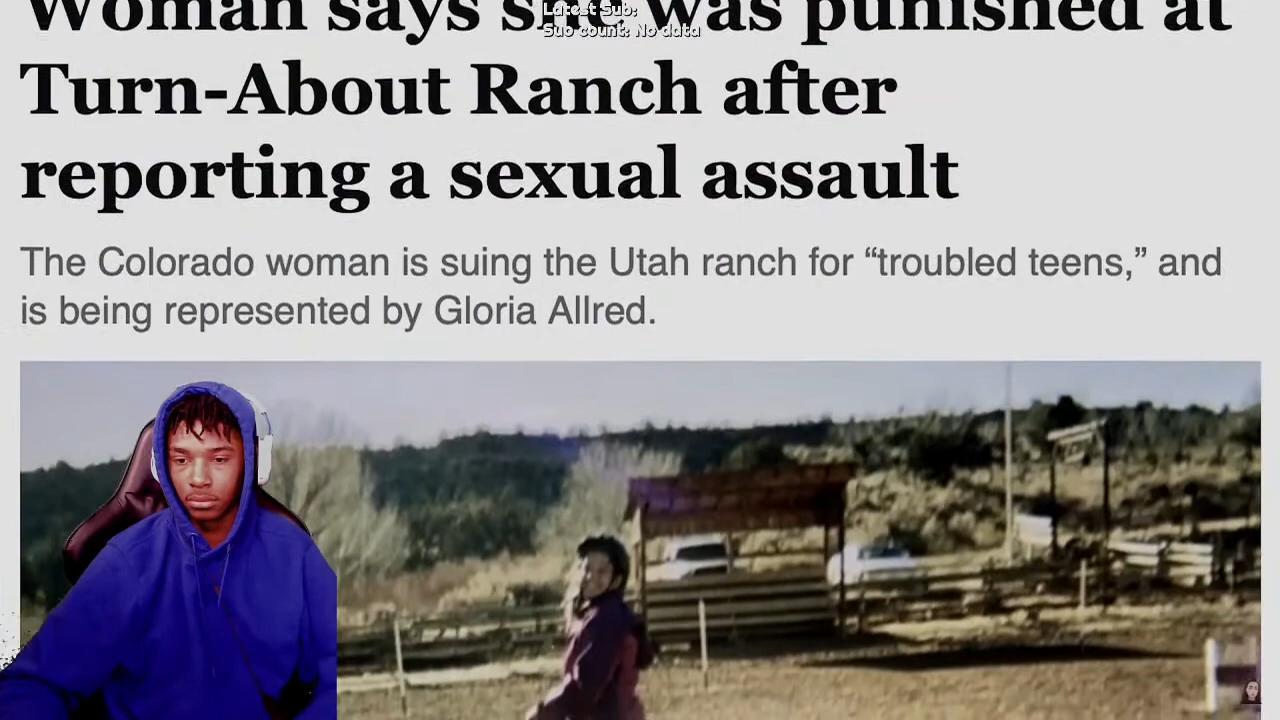 Latest Sub:
Sub count: No data
Woman says she was punished at
Turn-About Ranch after
reporting a sexual assault
The Colorado woman is suing the Utah ranch for “troubled teens,” and
is being represented by Gloria Allred.